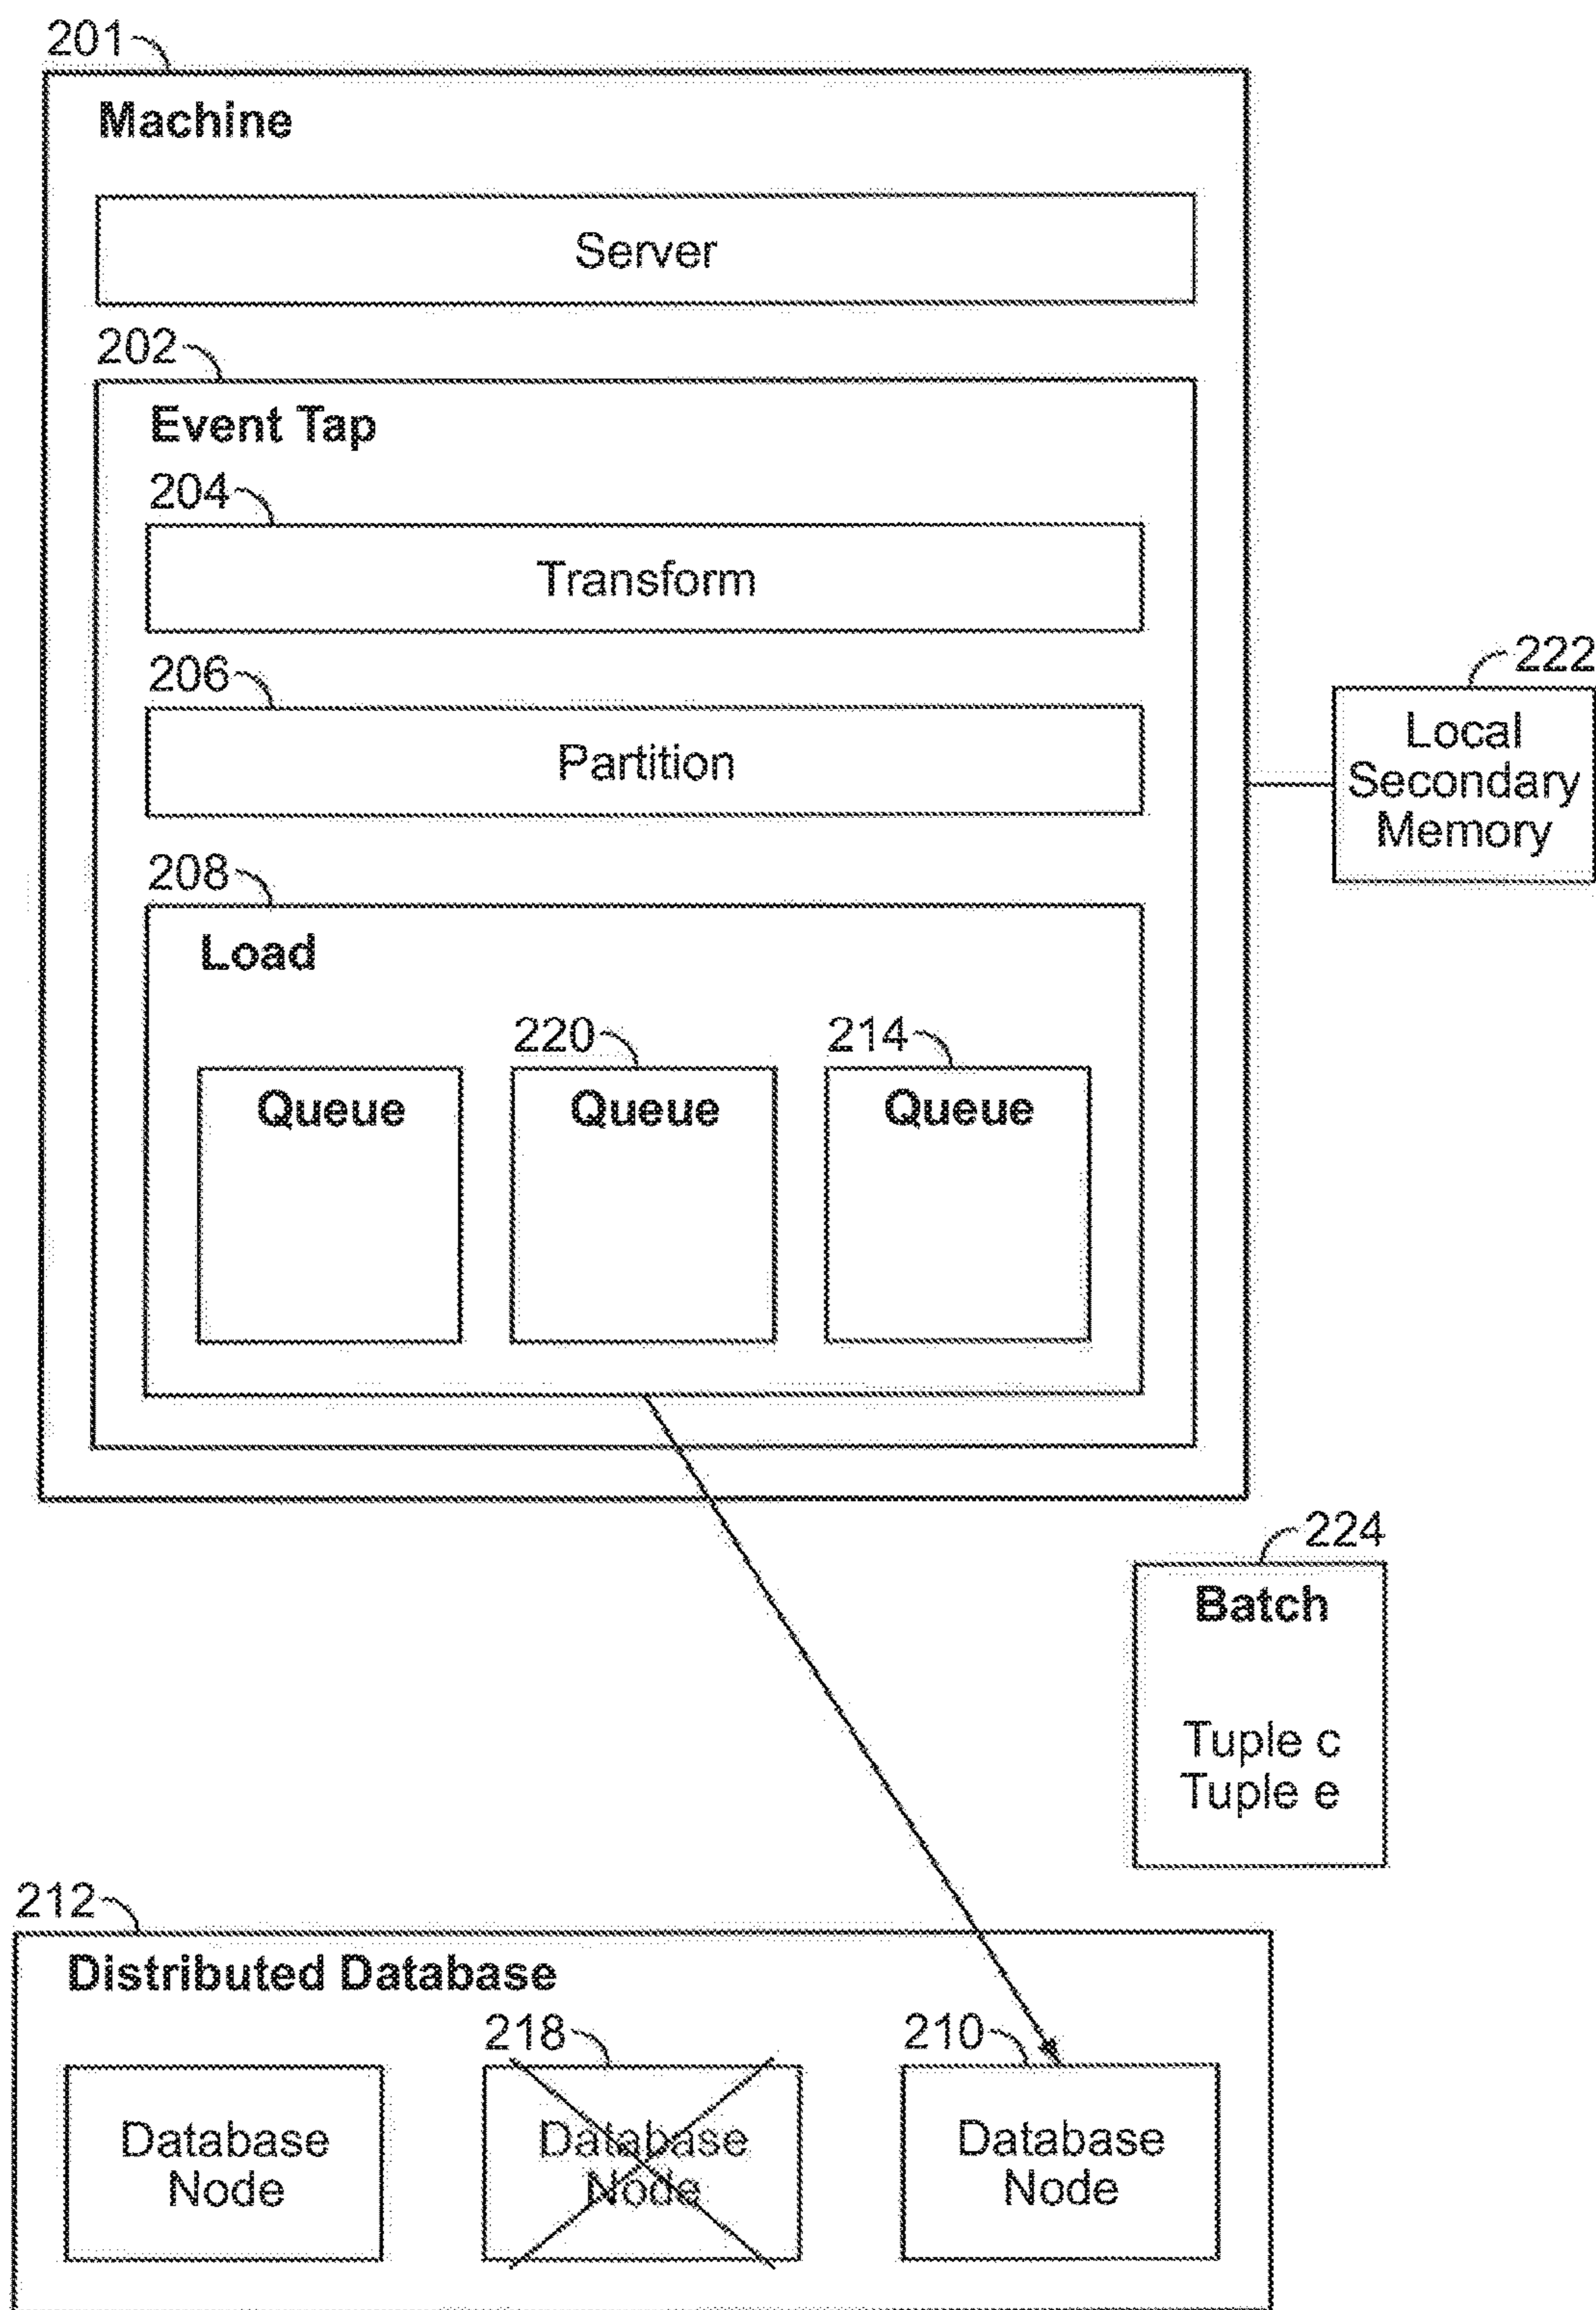 201
Machine
Server
202
Event Tap
204
Transform
206
Partition
222
Local
Secondary
Memory
208
Load
220
214
Queue
Queue
Queue
224
Batch
Tuple c
Tuple e
212
Distributed Database
218
210
Database
Node
Database
Node
Database
Node